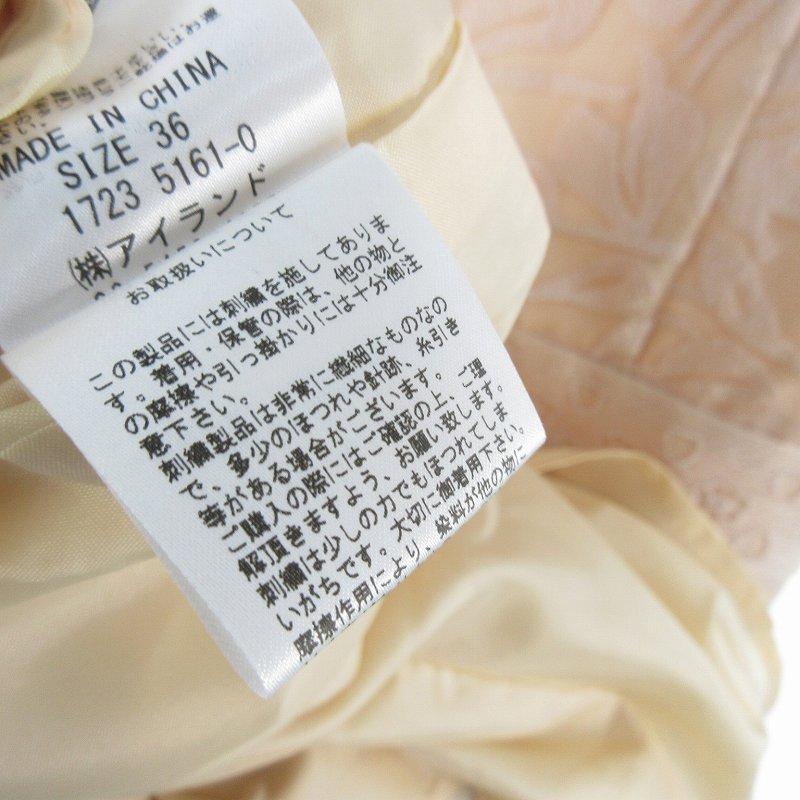 MADE IN CHINA
SIZE 36
1723 5161-0
㈱アイランド
お取扱いについて
この製品には刺繍を施してありま
す。着用・保管の際は、他の物と
の摩擦や引っ掛かりには十分御注
意下さい。
刺繍製品は非常に繊細なものなの
で、多少のほつれや針跡、糸引き
等がある場合がございます。
ご購入の際にはご確認の上、ご理
解頂きますよう、お願い致します。
刺繍は少しの力でもほつれてしま
いがちです。大切に御着用下さい。
摩擦作用により、染料が他の物に